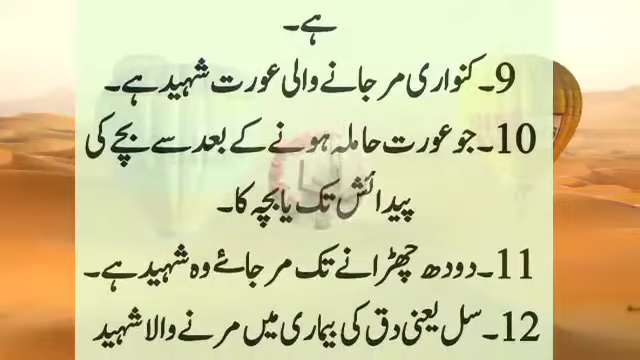 ہے۔
9۔ کنواری مر جانے والی عورت شہید ہے۔
10۔ جو عورت حاملہ ہونے کے بعد سے بچے کی
پیدائش تک یا بچہ کا۔
11۔ دودھ چھڑانے تک مر جائے وہ شہید ہے۔
12۔ سل یعنی دق کی بیماری میں مرنے والا شہید